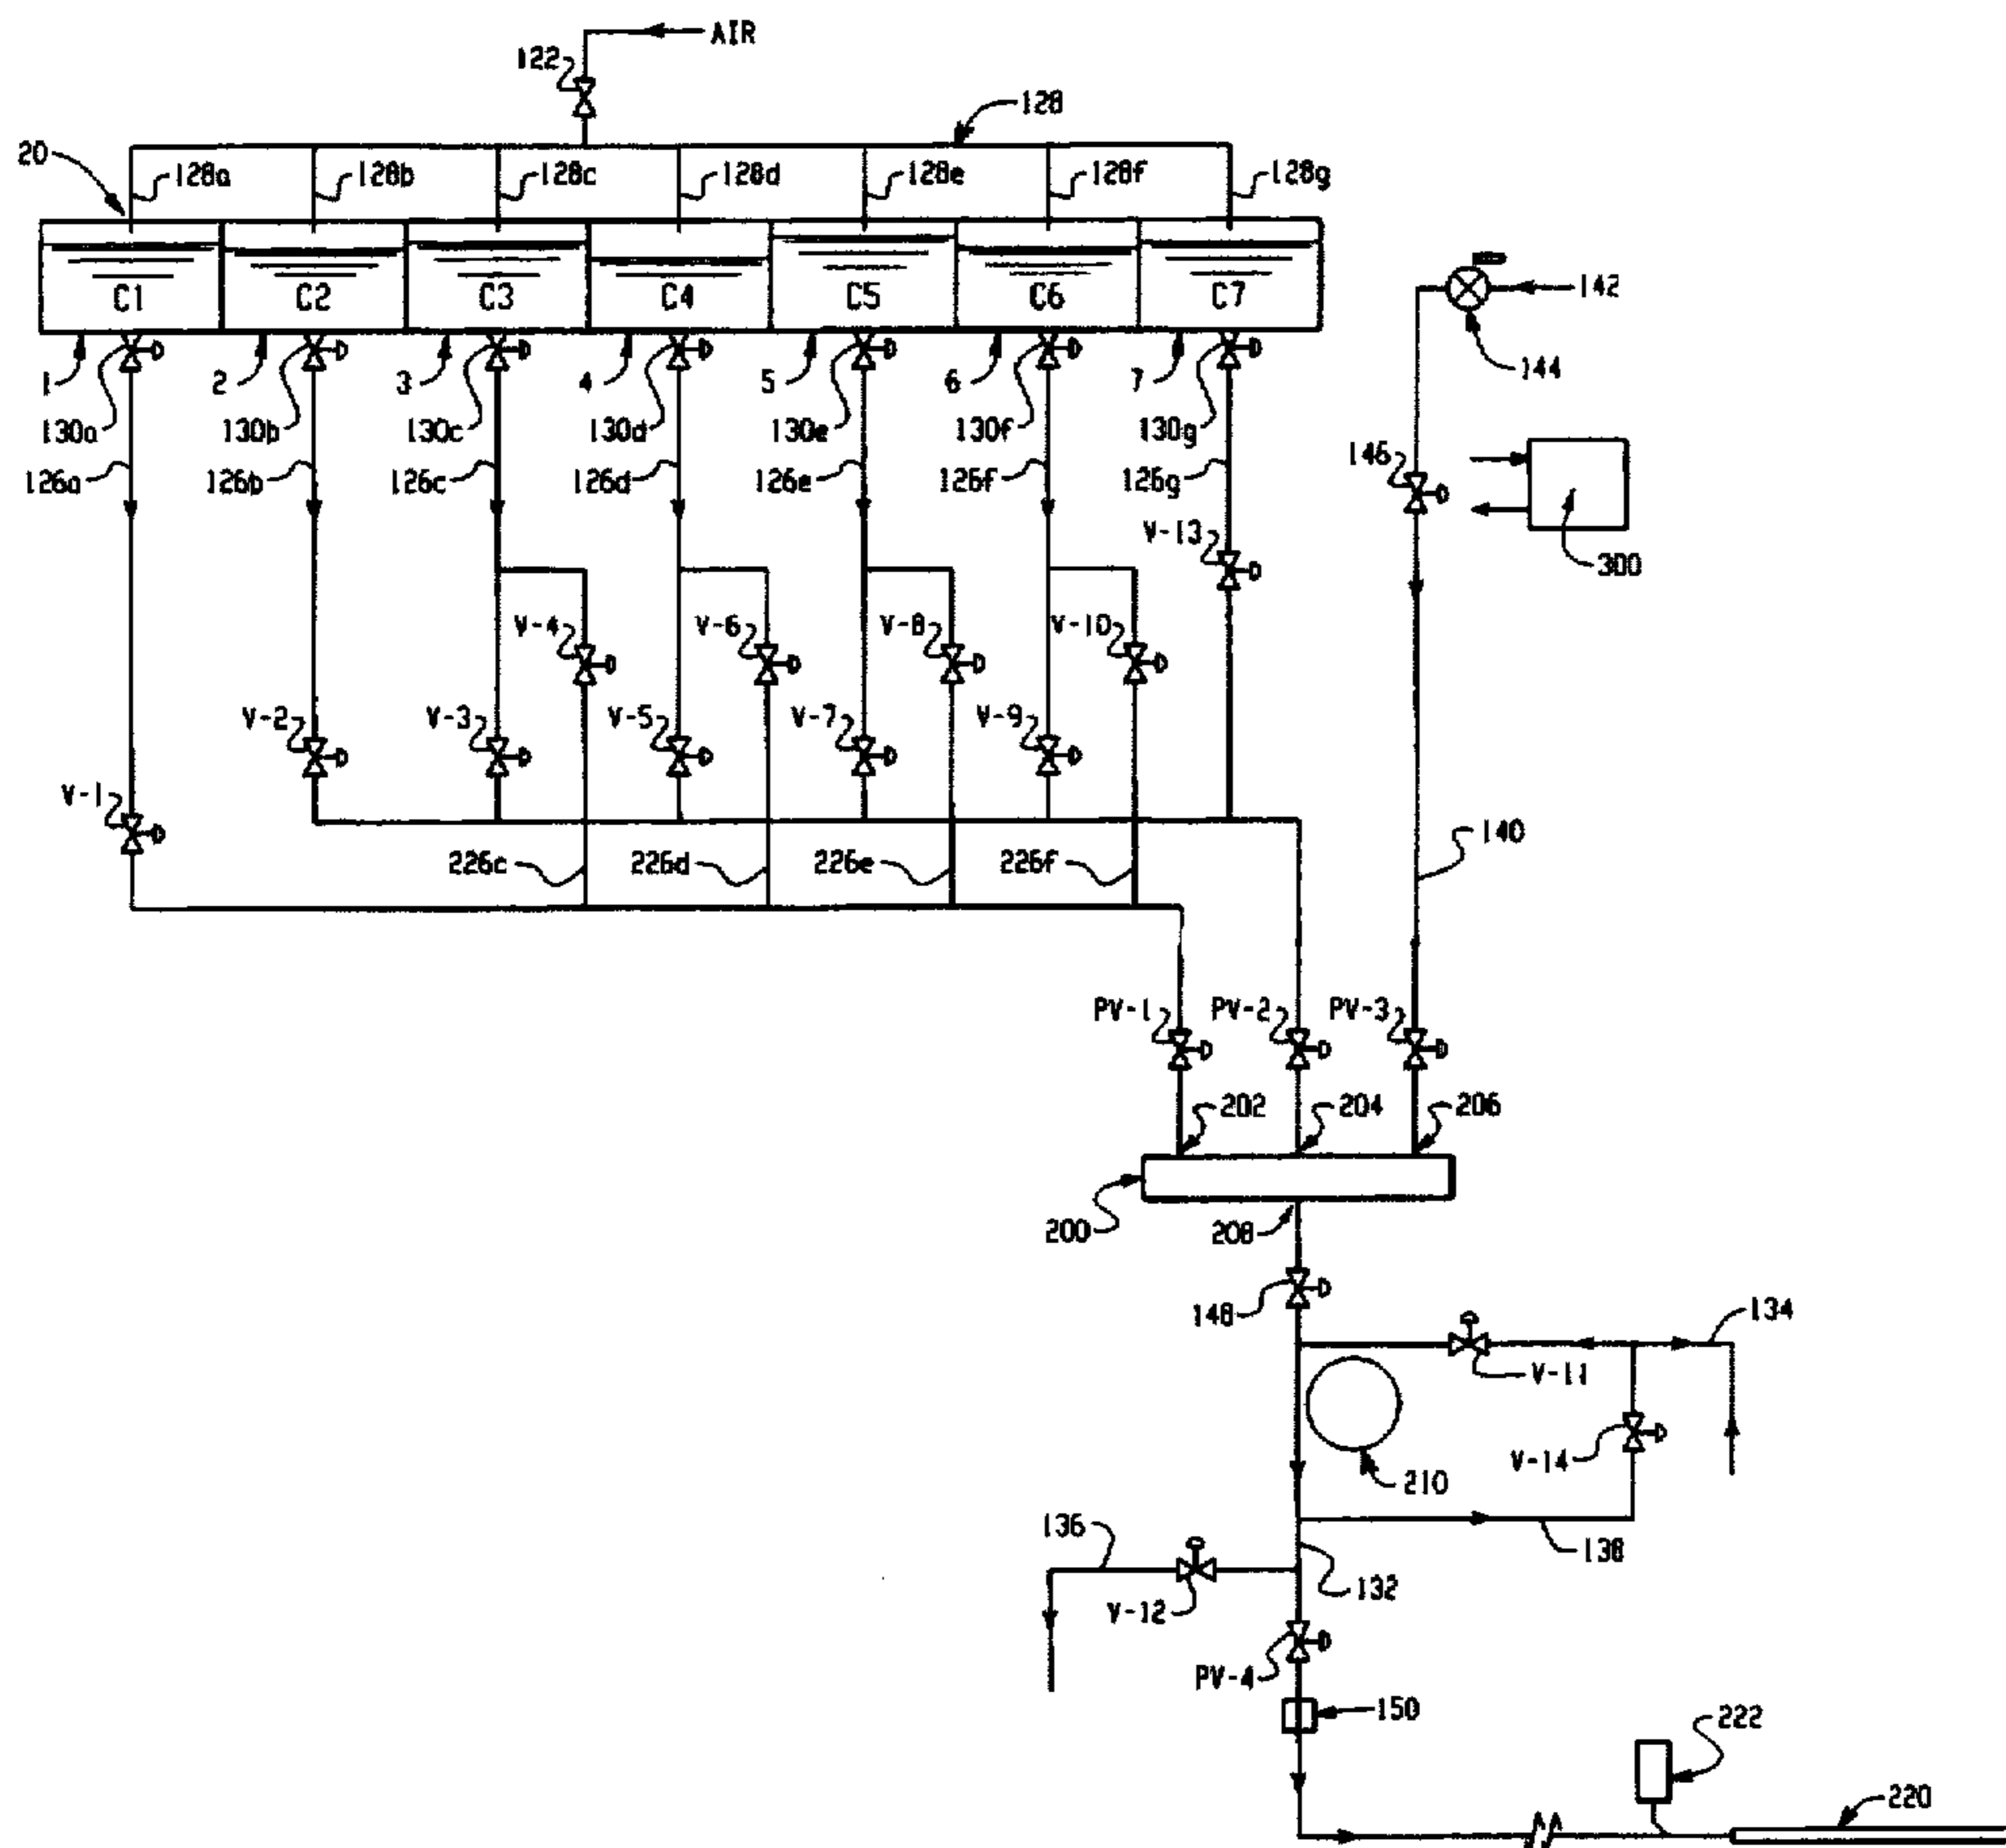 AIR
122
128
20
128a 128b 128c 128d 128e 128f 128g
C1 C2 C3 C4 C5 C6 C7
142
1 2 3 4 5 6 7
144
130a 130b 130c 130d 130e 130f 130g
146
126a 126b 126c 126d 126e 126f 126g
V-13
300
V-4 V-6 V-8 V-10
V-2 V-3 V-5 V-7 V-9
V-1
140
226c 226d 226e 226f
PV-1 PV-2 PV-3
202 204 206
200
208
148
134
V-11
V-14
210
136
138
132
V-12
PV-4
150
222
220